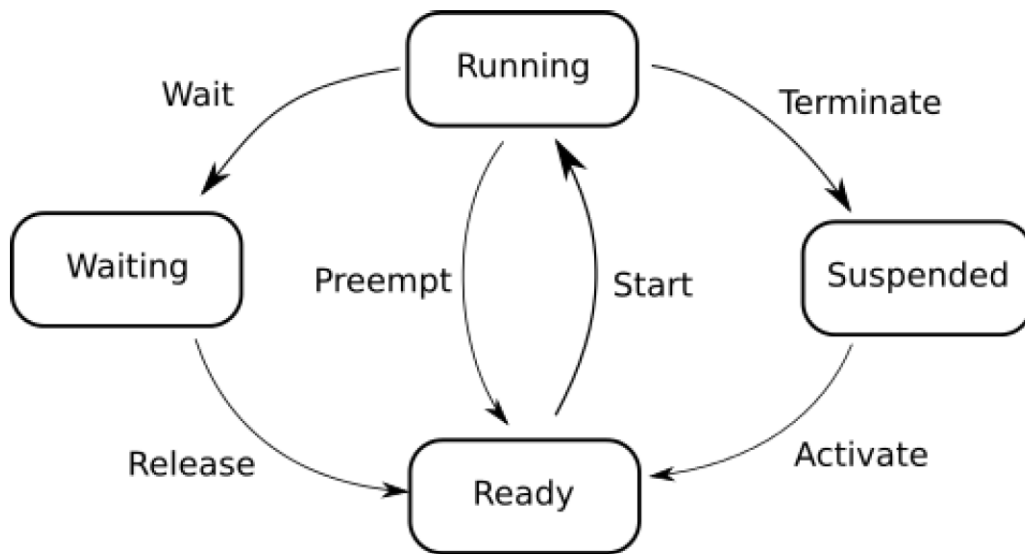 Running
Wait
Terminate
Waiting
Preempt
Start
Suspended
Release
Activate
Ready